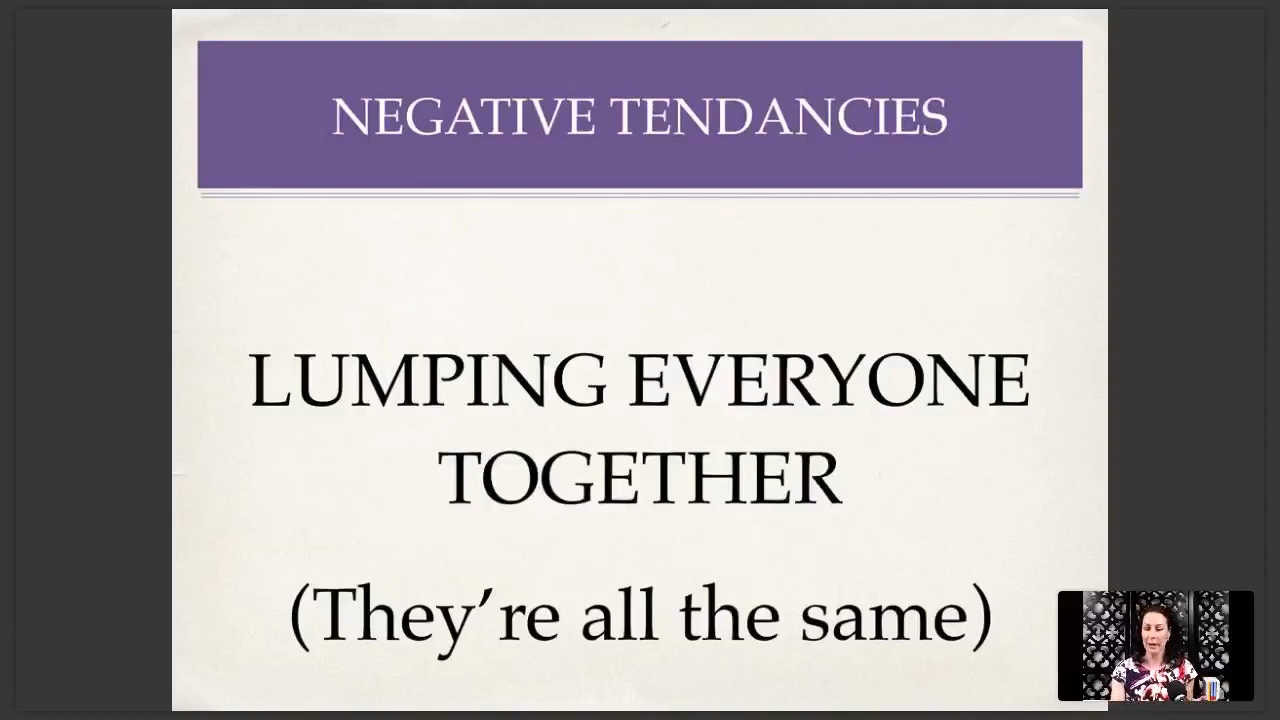 NEGATIVE TENDANCIES
LUMPING EVERYONE
TOGETHER
(They’re all the same)